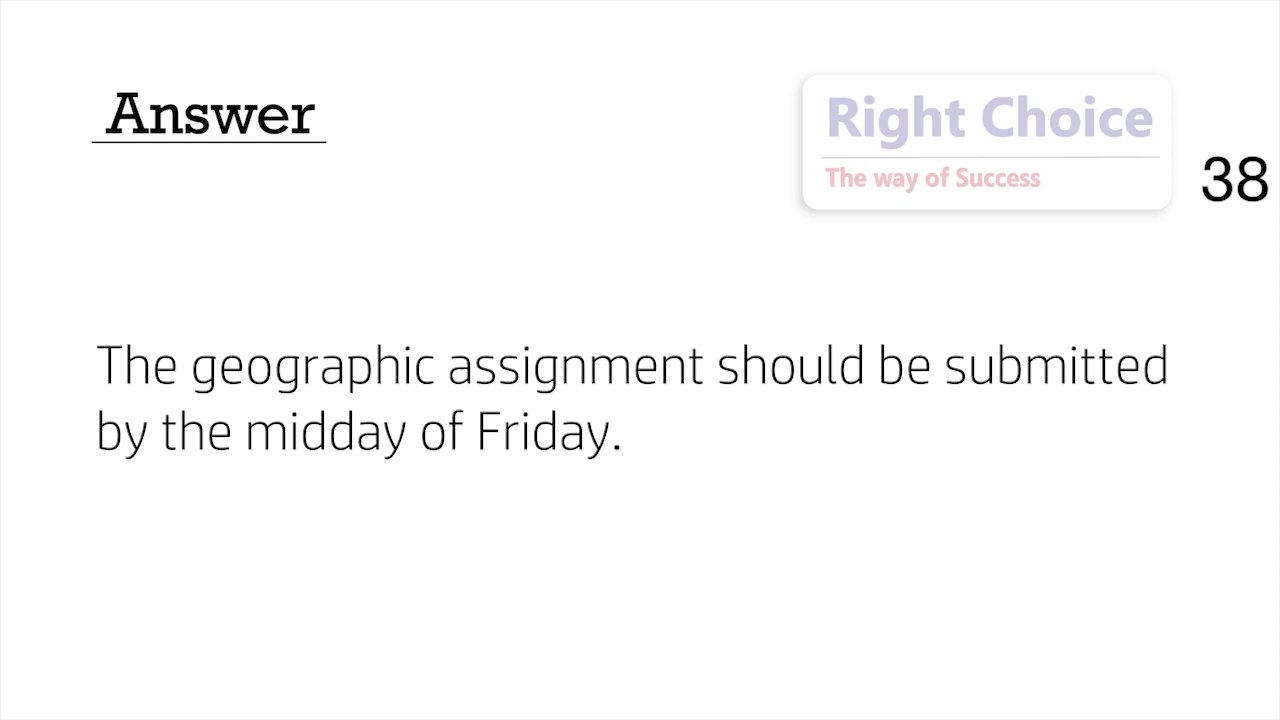 Answer
Right Choice
The way of Success
38
The geographic assignment should be submitted
by the midday of Friday.